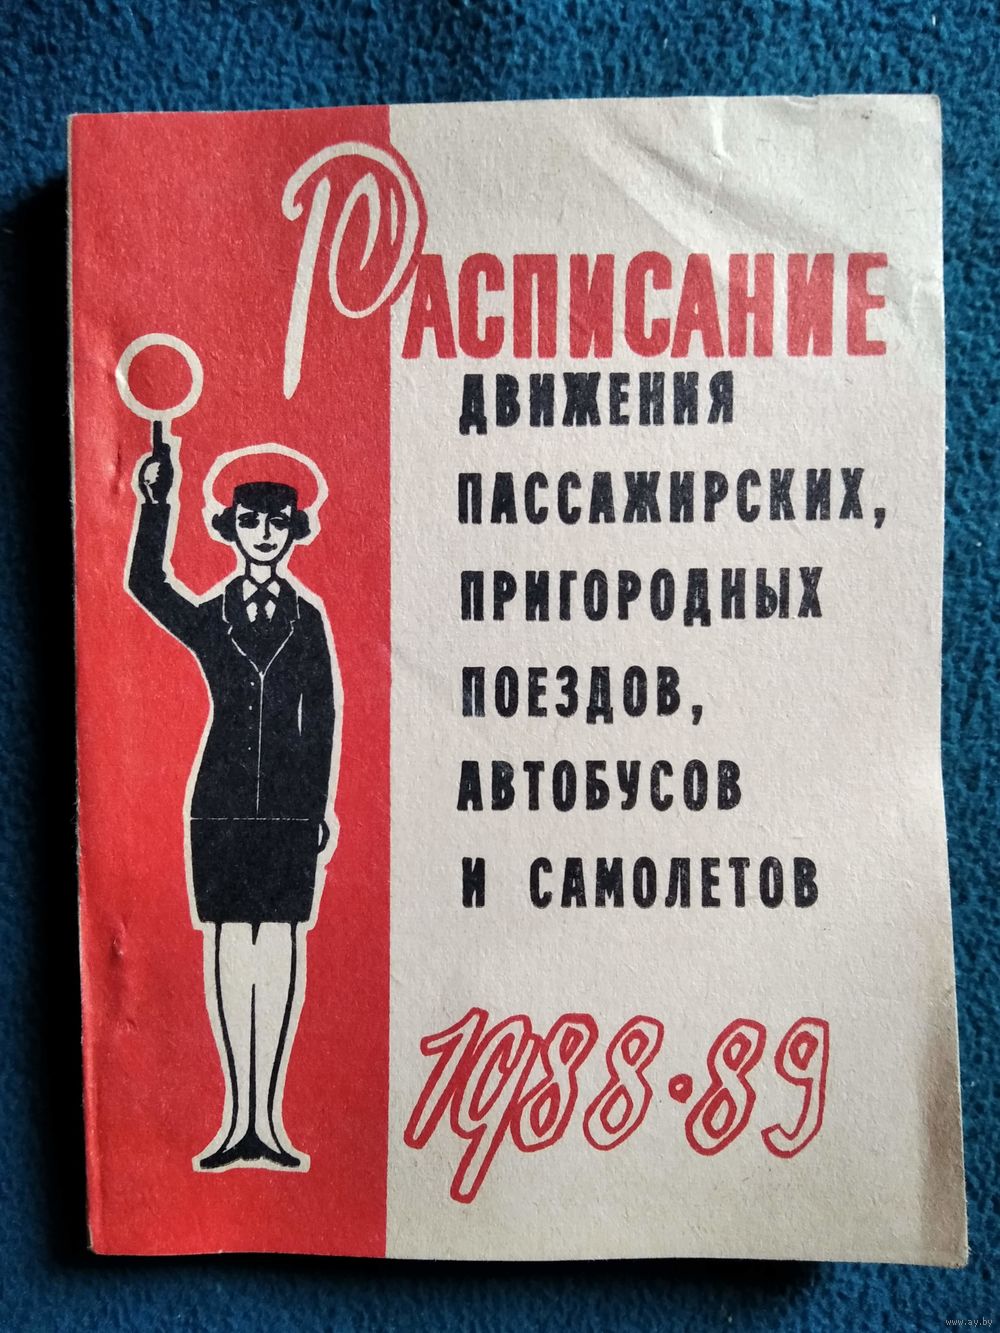 РАСПИСАНИЕ
ДВИЖЕНИЯ
ПАССАЖИРСКИХ,
ПРИГОРОДНЫХ
ПОЕЗДОВ,
АВТОБУСОВ
И САМОЛЕТОВ
1988·89
www.ay.by